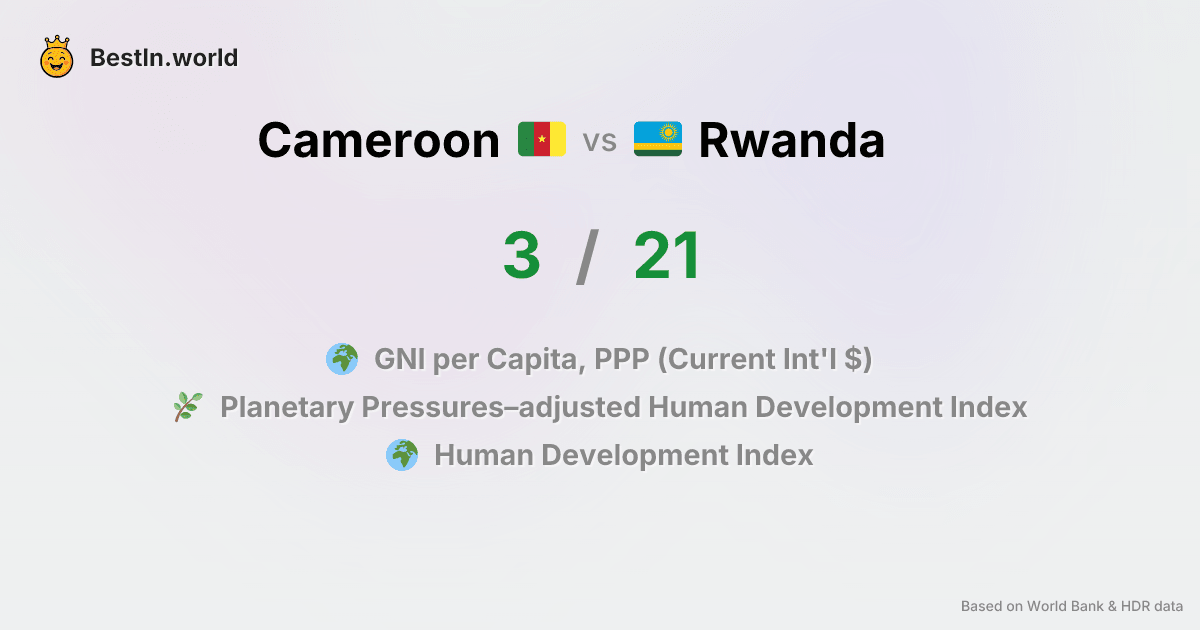 BestIn.world
Cameroon vs Rwanda
3 / 21
GNI per Capita, PPP (Current Int'l $)
Planetary Pressures–adjusted Human Development Index
Human Development Index
Based on World Bank & HDR data